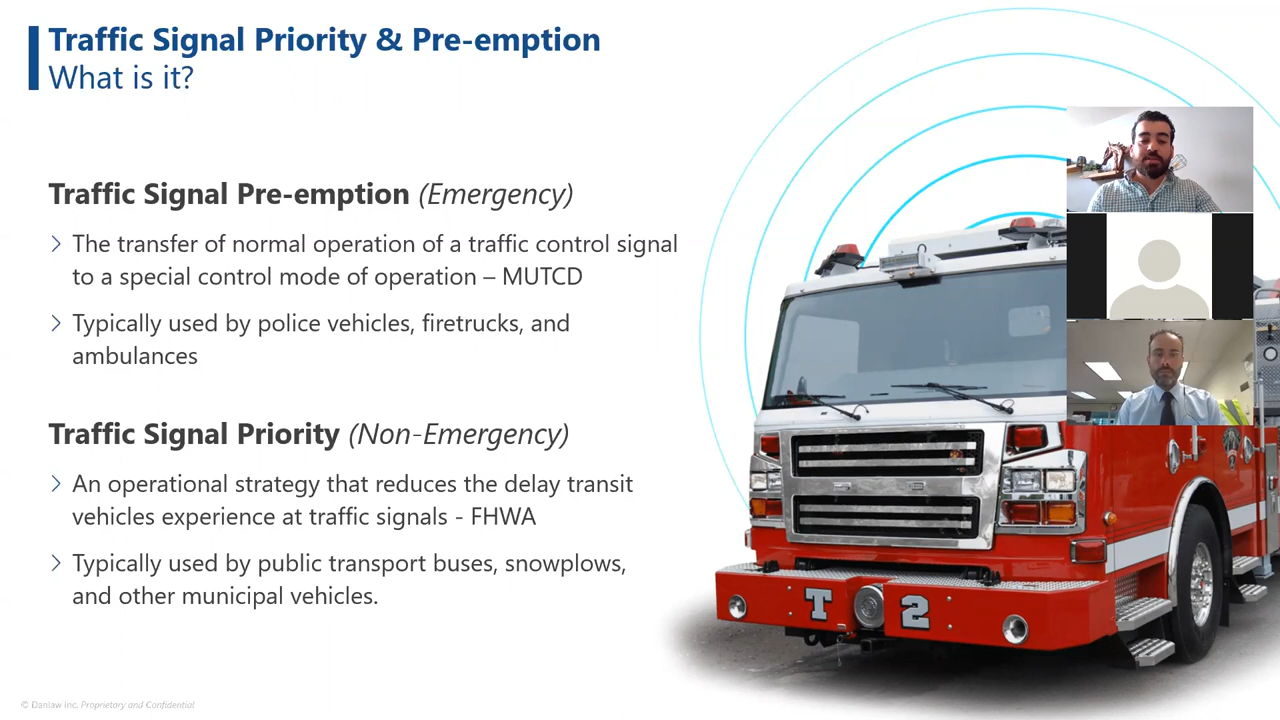 Traffic Signal Priority & Pre-emption
What is it?
Traffic Signal Pre-emption (Emergency)
The transfer of normal operation of a traffic control signal
to a special control mode of operation – MUTCD
Typically used by police vehicles, firetrucks, and
ambulances
Traffic Signal Priority (Non-Emergency)
An operational strategy that reduces the delay transit
vehicles experience at traffic signals - FHWA
Typically used by public transport buses, snowplows,
and other municipal vehicles.
T 2
© Danlaw Inc. Proprietary and Confidential